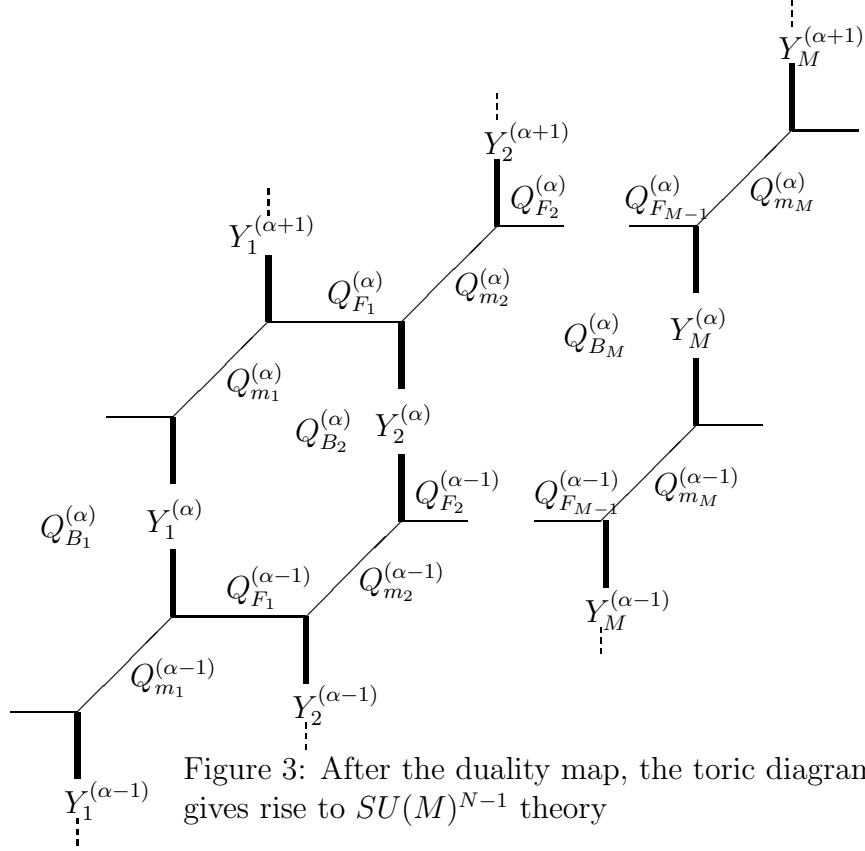 Y_M^{(α+1)}
Y_2^{(α+1)}
Q_{F_2}^{(α)}
Q_{F_{M-1}}^{(α)}
Q_{m_M}^{(α)}
Y_1^{(α+1)}
Q_{F_1}^{(α)}
Q_{m_2}^{(α)}
Q_{B_M}^{(α)}
Y_M^{(α)}
Q_{m_1}^{(α)}
Q_{B_2}^{(α)}
Y_2^{(α)}
Q_{F_2}^{(α-1)}
Q_{F_{M-1}}^{(α-1)}
Q_{m_M}^{(α-1)}
Q_{B_1}^{(α)}
Y_1^{(α)}
Q_{F_1}^{(α-1)}
Q_{m_2}^{(α-1)}
Y_M^{(α-1)}
Q_{m_1}^{(α-1)}
Y_2^{(α-1)}
Figure 3: After the duality map, the toric diagram
Y_1^{(α-1)}
gives rise to SU(M)^{N-1} theory